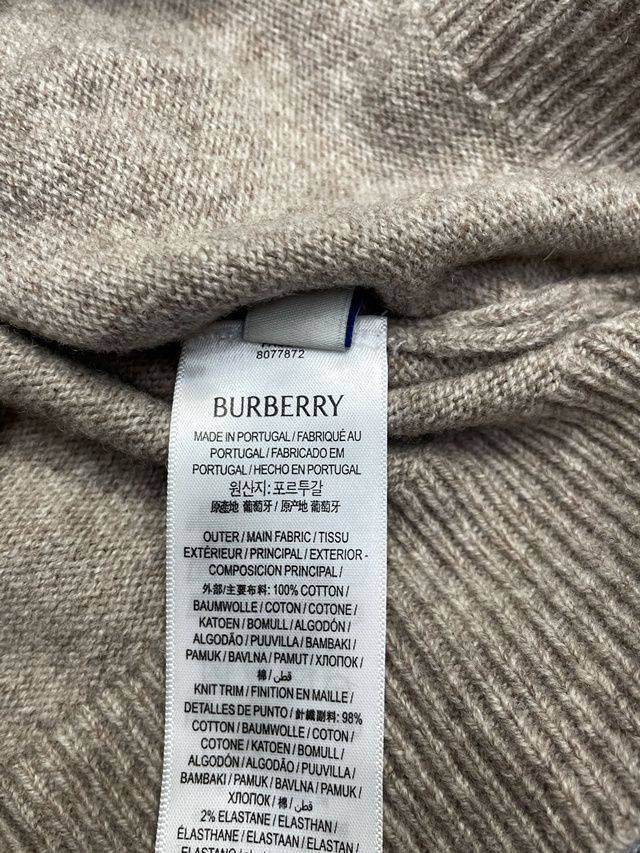 8077872
BURBERRY
MADE IN PORTUGAL / FABRIQUÉ AU
PORTUGAL / FABRICADO EM
PORTUGAL / HECHO EN PORTUGAL
원산지: 포르투갈
原產地 葡萄牙 / 原产地 葡萄牙
OUTER / MAIN FABRIC / TISSU
EXTÉRIEUR / PRINCIPAL / EXTERIOR -
COMPOSICION PRINCIPAL /
外部/主要布料: 100% COTTON /
BAUMWOLLE / COTON / COTONE /
KATOEN / BOMULL / ALGODÓN /
ALGODÃO / PUUVILLA / BAMBAKI /
PAMUK / BAVLNA / PAMUT / ХЛОПОК /
棉 / قطن /
KNIT TRIM / FINITION EN MAILLE /
DETALLES DE PUNTO / 針織副料: 98%
COTTON / BAUMWOLLE / COTON /
COTONE / KATOEN / BOMULL /
ALGODÓN / ALGODÃO / PUUVILLA /
BAMBAKI / PAMUK / BAVLNA / PAMUT /
ХЛОПОК / 棉 / قطن
2% ELASTANE / ELASTHAN /
ÉLASTHANE / ELASTAAN / ELASTAN /